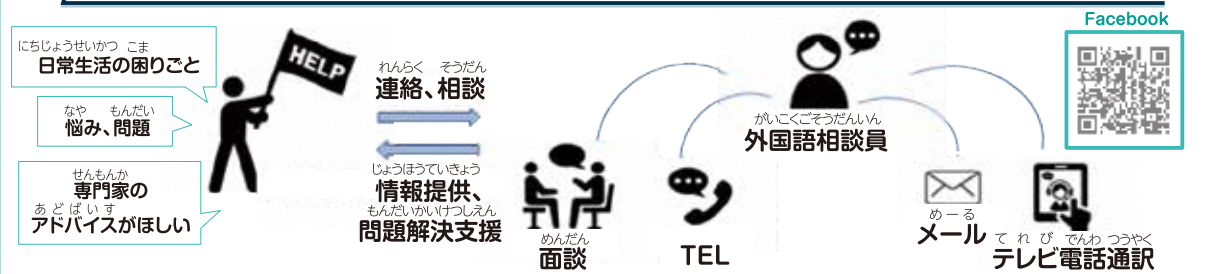 Facebook
にちじょうせいかつ こま
日常生活の困りごと
なや もんだい
悩み、問題
せんもんか
専門家の
あどばいす
アドバイスがほしい
HELP
れんらく そうだん
連絡、相談
じょうほうていきょう
情報提供、
もんだいかいけつしえん
問題解決支援
がいこくごそうだんいん
外国語相談員
めんだん
面談
TEL
めーる
メール
てれび でんわ つうやく
テレビ電話通訳